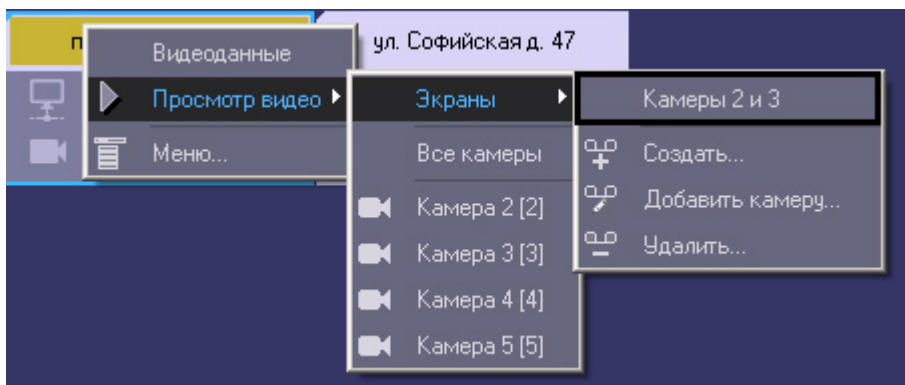 п
ул. Софийская д. 47
Видеоданные
Просмотр видео
Меню...
Экраны
Все камеры
Камера 2 [2]
Камера 3 [3]
Камера 4 [4]
Камера 5 [5]
Камеры 2 и 3
Создать...
Добавить камеру...
Удалить...